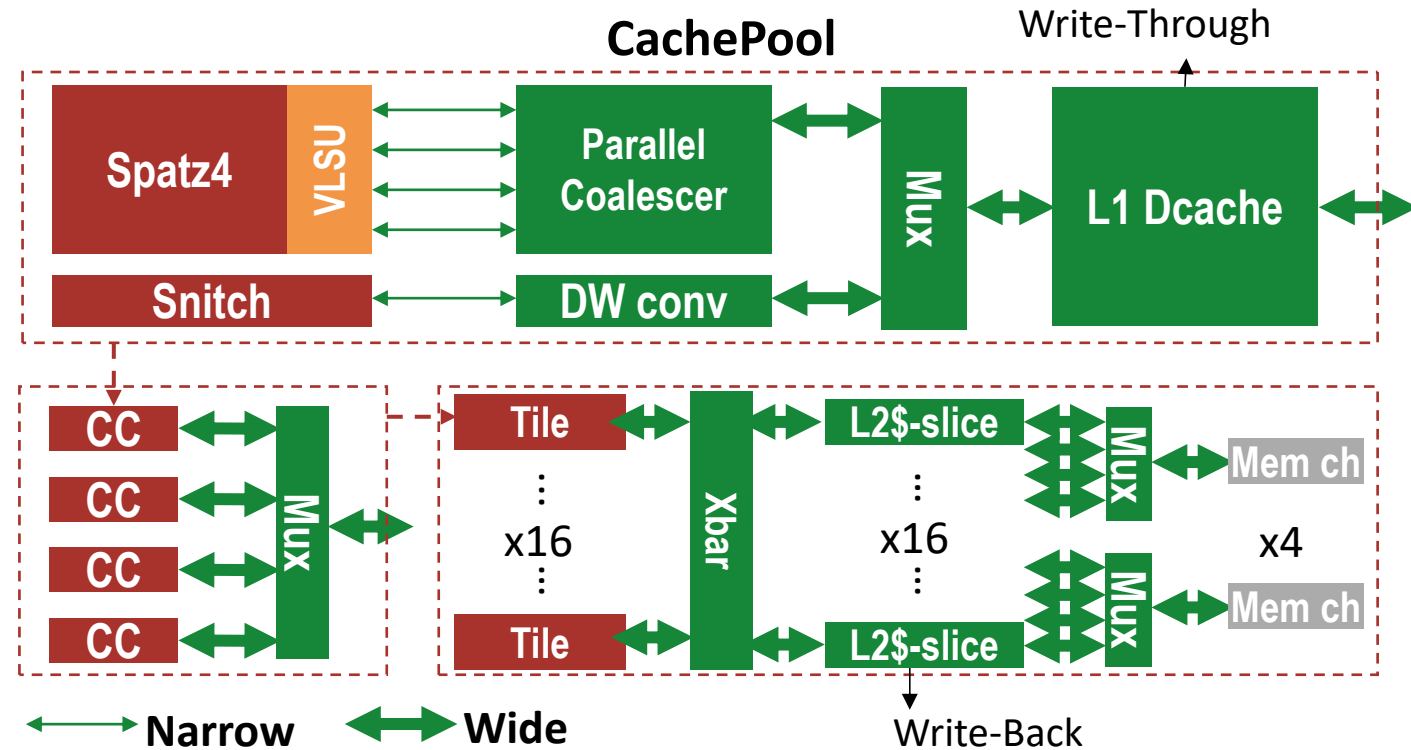 CachePool
Write-Through
Spatz4
VLSU
Parallel
Coalescer
Mux
L1 Dcache
Snitch
DW conv
CC
CC
CC
CC
Mux
Tile
...
x16
...
Tile
Xbar
L2$-slice
...
x16
...
L2$-slice
Mux
Mux
Mem ch
x4
Mem ch
Narrow
Wide
Write-Back